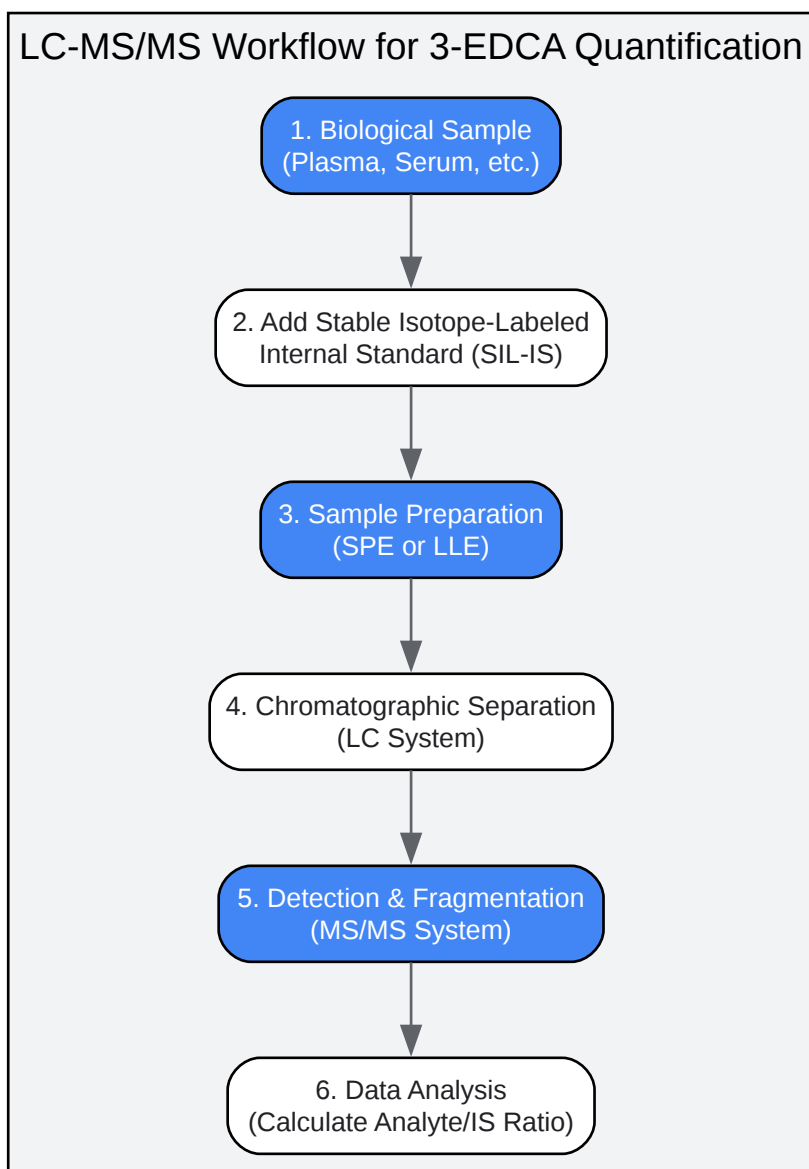 LC-MS/MS Workflow for 3-EDCA Quantification
1. Biological Sample
(Plasma, Serum, etc.)
2. Add Stable Isotope-Labeled
Internal Standard (SIL-IS)
3. Sample Preparation
(SPE or LLE)
4. Chromatographic Separation
(LC System)
5. Detection & Fragmentation
(MS/MS System)
6. Data Analysis
(Calculate Analyte/IS Ratio)